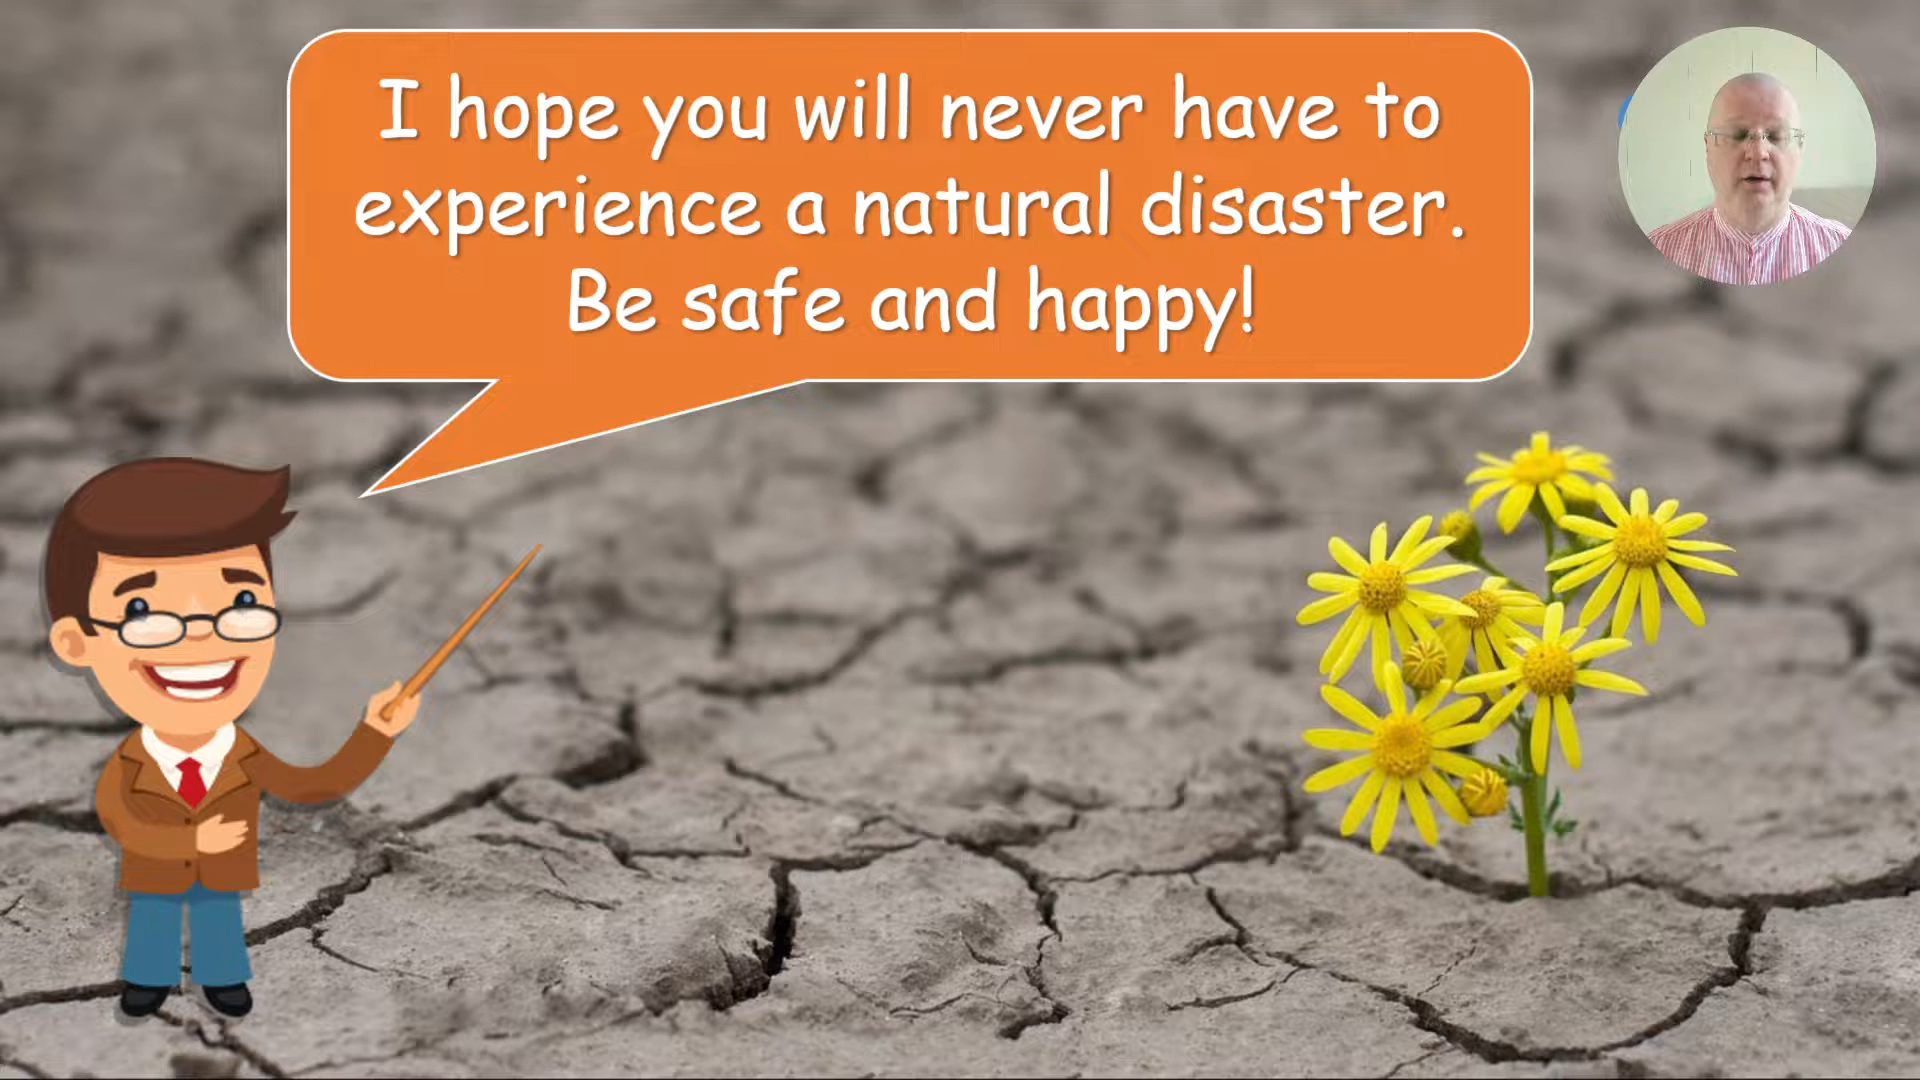 I hope you will never have to
experience a natural disaster.
Be safe and happy!